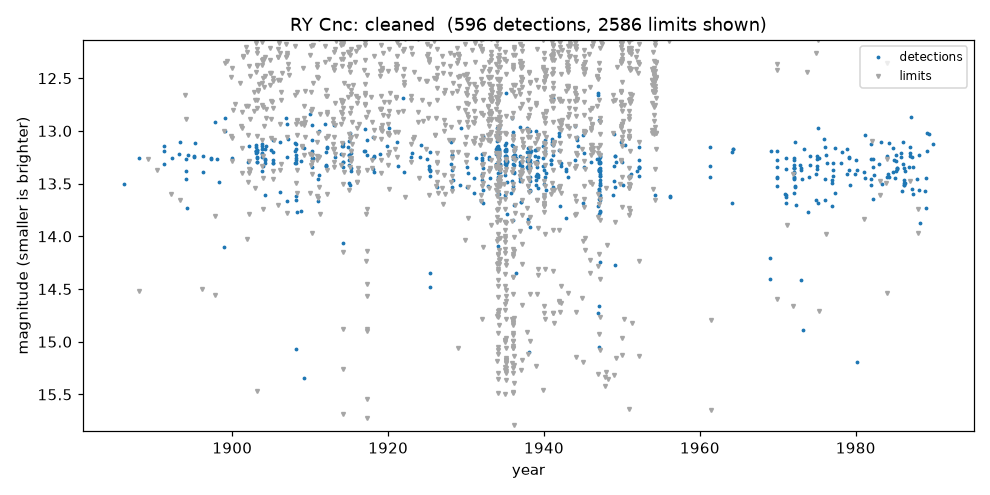 RY Cnc: cleaned  (596 detections, 2586 limits shown)
detections
limits
magnitude (smaller is brighter)
12.5
13.0
13.5
14.0
14.5
15.0
15.5
1900 1920 1940 1960 1980
year